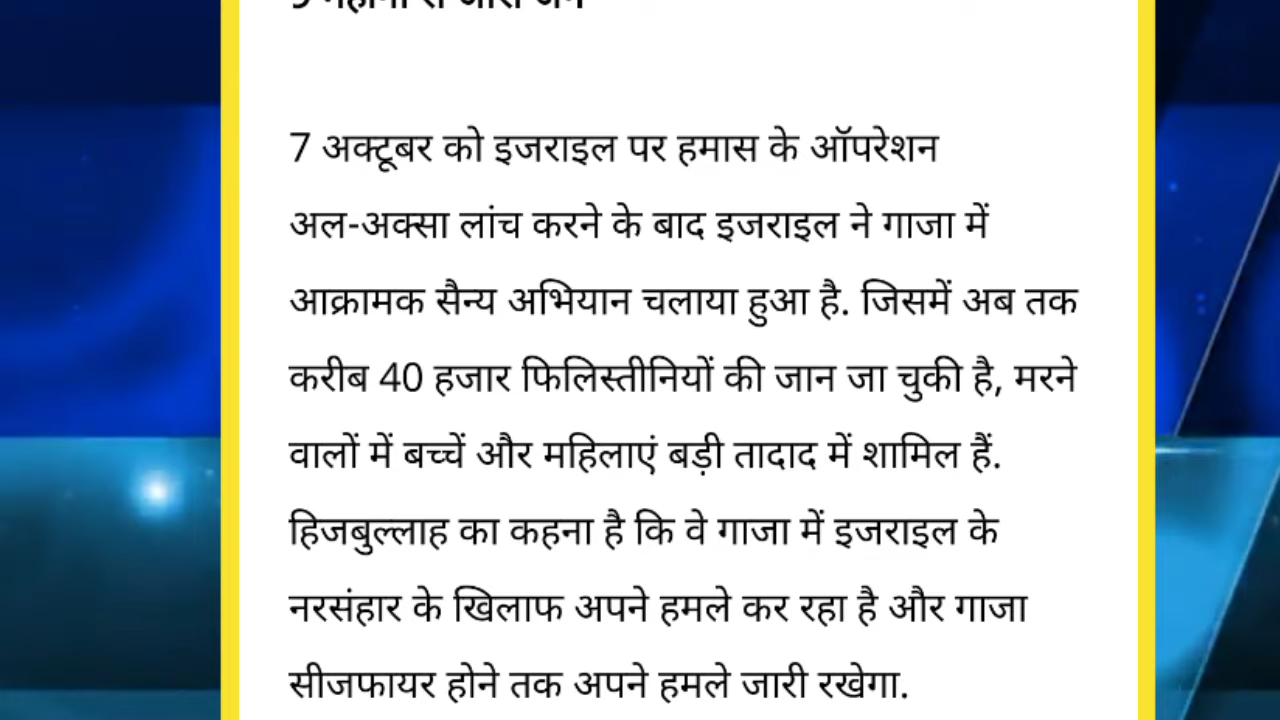 7 अक्टूबर को इजराइल पर हमास के ऑपरेशन
अल-अक्सा लांच करने के बाद इजराइल ने गाजा में
आक्रामक सैन्य अभियान चलाया हुआ है. जिसमें अब तक
करीब 40 हजार फिलिस्तीनियों की जान जा चुकी है, मरने
वालों में बच्चें और महिलाएं बड़ी तादाद में शामिल हैं.
हिजबुल्लाह का कहना है कि वे गाजा में इजराइल के
नरसंहार के खिलाफ अपने हमले कर रहा है और गाजा
सीजफायर होने तक अपने हमले जारी रखेगा.